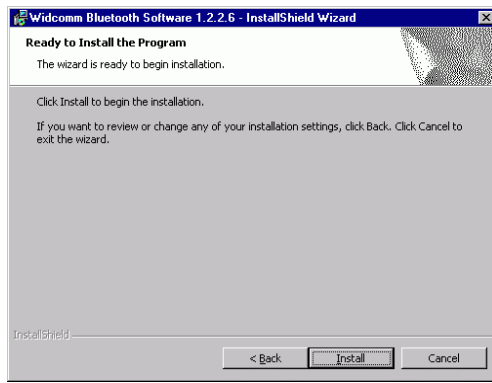 Widcomm Bluetooth Software 1.2.2.6 - InstallShield Wizard
Ready to Install the Program
The wizard is ready to begin installation.
Click Install to begin the installation.
If you want to review or change any of your installation settings, click Back. Click Cancel to
exit the wizard.
InstallShield
< Back
Install
Cancel